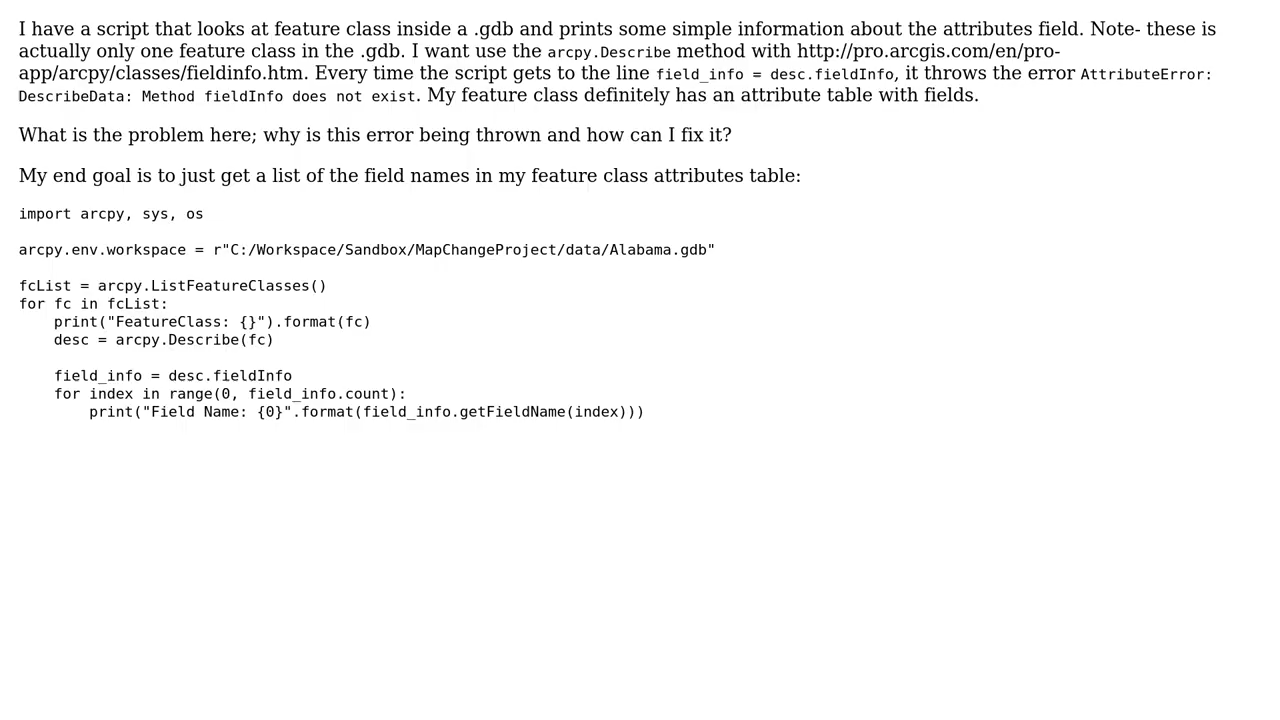 I have a script that looks at feature class inside a .gdb and prints some simple information about the attributes field. Note- these is
actually only one feature class in the .gdb. I want use the arcpy.Describe method with http://pro.arcgis.com/en/pro-
app/arcpy/classes/fieldinfo.htm. Every time the script gets to the line field_info = desc.fieldInfo, it throws the error AttributeError:
DescribeData: Method fieldInfo does not exist. My feature class definitely has an attribute table with fields.
What is the problem here; why is this error being thrown and how can I fix it?
My end goal is to just get a list of the field names in my feature class attributes table:
import arcpy, sys, os
arcpy.env.workspace = r"C:/Workspace/Sandbox/MapChangeProject/data/Alabama.gdb"
fcList = arcpy.ListFeatureClasses()
for fc in fcList:
    print("FeatureClass: {}").format(fc)
    desc = arcpy.Describe(fc)
    field_info = desc.fieldInfo
    for index in range(0, field_info.count):
        print("Field Name: {0}".format(field_info.getFieldName(index)))